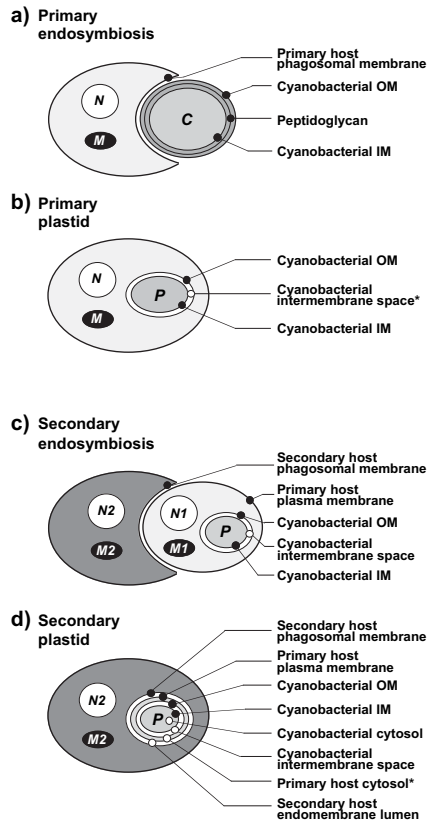 a) Primary
endosymbiosis
Primary host
phagosomal membrane
Cyanobacterial OM
N
C
Peptidoglycan
M
Cyanobacterial IM
b) Primary
plastid
Cyanobacterial OM
N
P
Cyanobacterial
intermembrane space*
M
Cyanobacterial IM
c) Secondary
endosymbiosis
Secondary host
phagosomal membrane
Primary host
plasma membrane
N2
N1
Cyanobacterial OM
P
M2
M1
Cyanobacterial
intermembrane space
Cyanobacterial IM
d) Secondary
plastid
Secondary host
phagosomal membrane
Primary host
plasma membrane
Cyanobacterial OM
N2
Cyanobacterial IM
P
Cyanobacterial cytosol
M2
Cyanobacterial
intermembrane space
Primary host cytosol*
Secondary host
endomembrane lumen